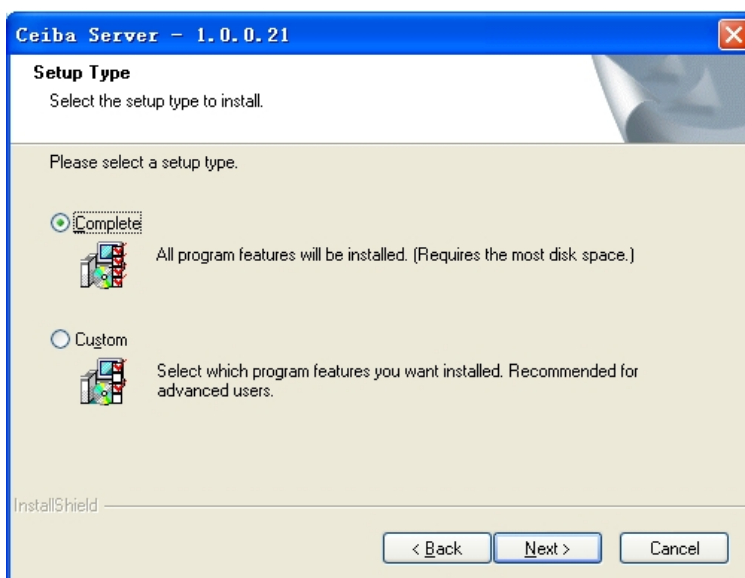 Ceiba Server - 1.0.0.21
Setup Type
Select the setup type to install.
Please select a setup type.
Complete
All program features will be installed. (Requires the most disk space.)
Custom
Select which program features you want installed. Recommended for
advanced users.
InstallShield
< Back Next > Cancel